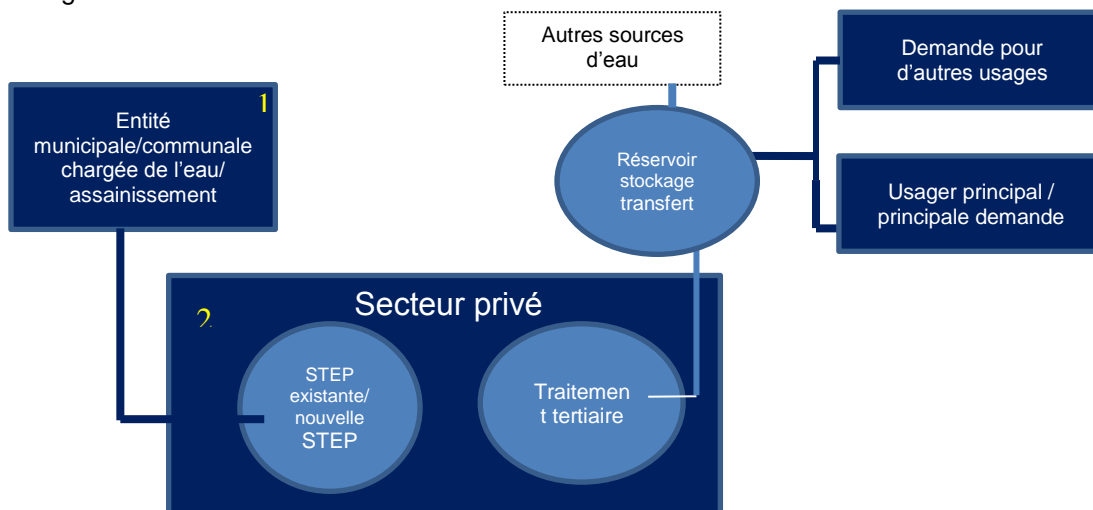 Autres sources
d’eau
Demande pour
d’autres usages
1
Entité
municipale/communale
chargée de l’eau/
assainissement
Réservoir
stockage
transfert
Usager principal /
principale demande
Secteur privé
2
STEP
existante/
nouvelle
STEP
Traitemen
t tertiaire